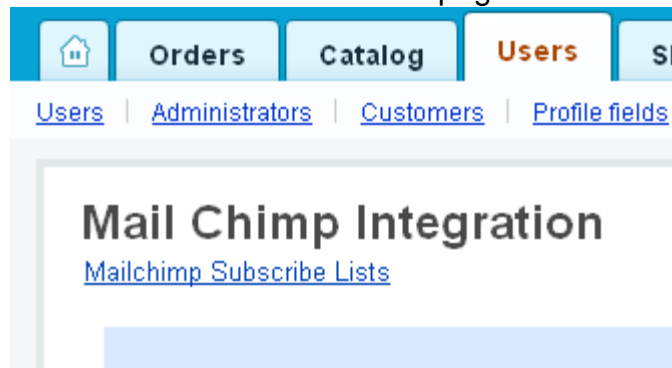 Orders Catalog Users
Users Administrators Customers Profile fields
Mail Chimp Integration
Mailchimp Subscribe Lists